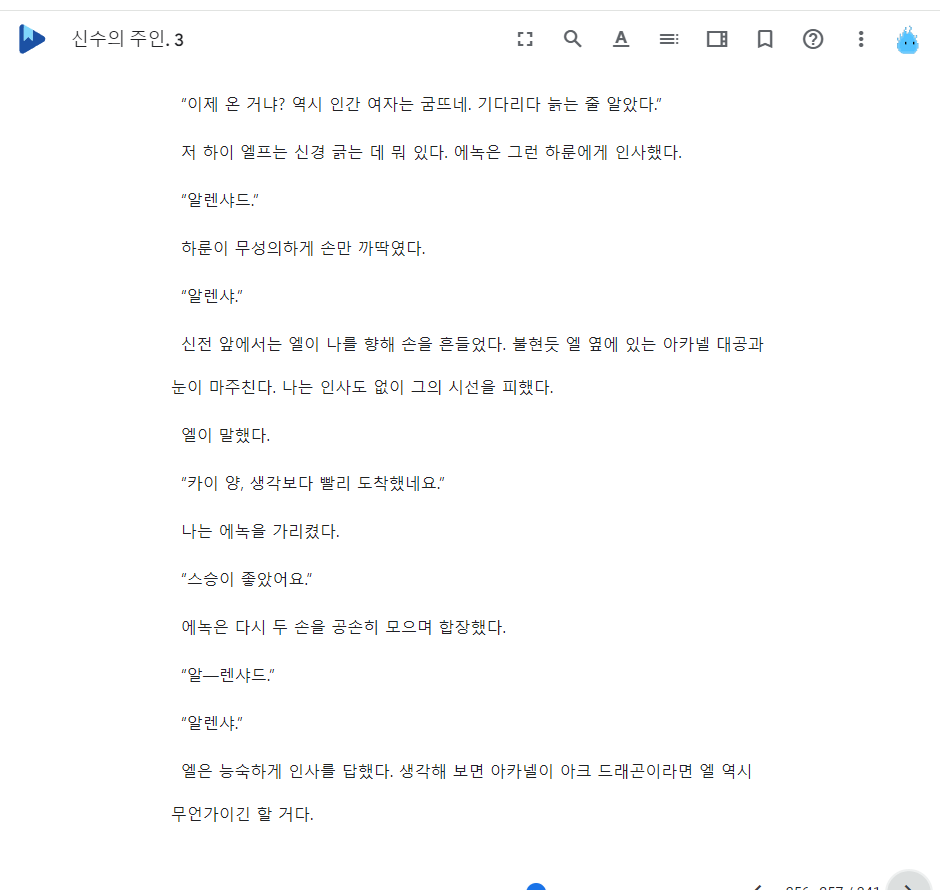 신수의 주인. 3
"이제 온 거냐? 역시 인간 여자는 굼뜨네. 기다리다 늙는 줄 알았다."
저 하이 엘프는 신경 긁는 데 뭐 있다. 에녹은 그런 하룬에게 인사했다.
"알렌샤드."
하룬이 무성의하게 손만 까딱였다.
"알렌샤."
신전 앞에서는 엘이 나를 향해 손을 흔들었다. 불현듯 엘 옆에 있는 아카넬 대공과
눈이 마주친다. 나는 인사도 없이 그의 시선을 피했다.
엘이 말했다.
"카이 양, 생각보다 빨리 도착했네요."
나는 에녹을 가리켰다.
"스승이 좋았어요."
에녹은 다시 두 손을 공손히 모으며 합장했다.
"알—렌샤드."
"알렌샤."
엘은 능숙하게 인사를 답했다. 생각해 보면 아카넬이 아크 드래곤이라면 엘 역시
무언가이긴 할 거다.